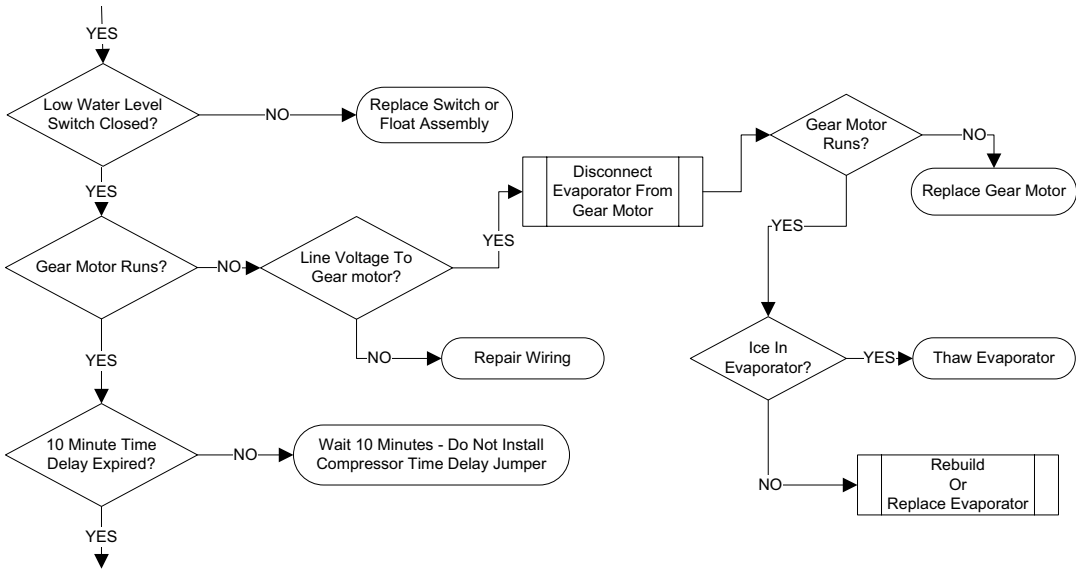 YES
Low Water Level
Switch Closed?
NO
Replace Switch or
Float Assembly
YES
Gear Motor Runs?
NO
Line Voltage To
Gear motor?
YES
Disconnect
Evaporator From
Gear Motor
Gear Motor
Runs?
NO
Replace Gear Motor
YES
Ice In
Evaporator?
YES
Thaw Evaporator
NO
Rebuild
Or
Replace Evaporator
NO
Repair Wiring
YES
10 Minute Time
Delay Expired?
NO
Wait 10 Minutes - Do Not Install
Compressor Time Delay Jumper
YES